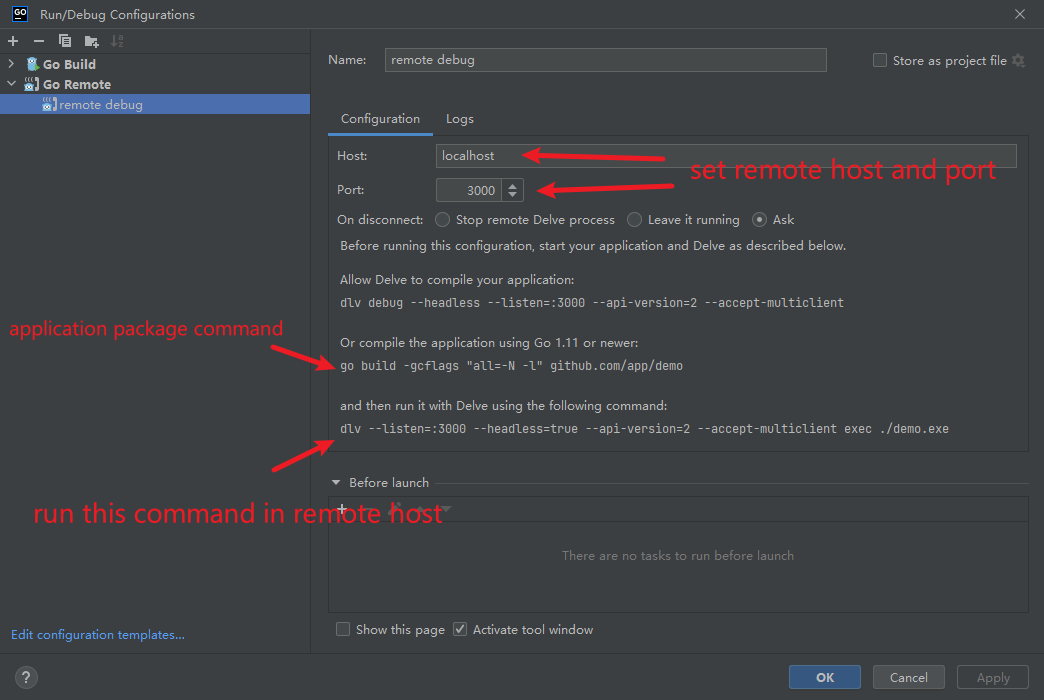 GO Run/Debug Configurations
Go Build
Go Remote
remote debug
Name: remote debug
Store as project file
Configuration Logs
Host: localhost
set remote host and port
Port: 3000
On disconnect: Stop remote Delve process Leave it running Ask
Before running this configuration, start your application and Delve as described below.
Allow Delve to compile your application:
dlv debug --headless --listen=:3000 --api-version=2 --accept-multiclient
application package command
Or compile the application using Go 1.11 or newer:
go build -gcflags "all=-N -l" github.com/app/demo
and then run it with Delve using the following command:
dlv --listen=:3000 --headless=true --api-version=2 --accept-multiclient exec ./demo.exe
Before launch
run this command in remote host
There are no tasks to run before launch
Show this page Activate tool window
Edit configuration templates...
? OK Cancel Apply